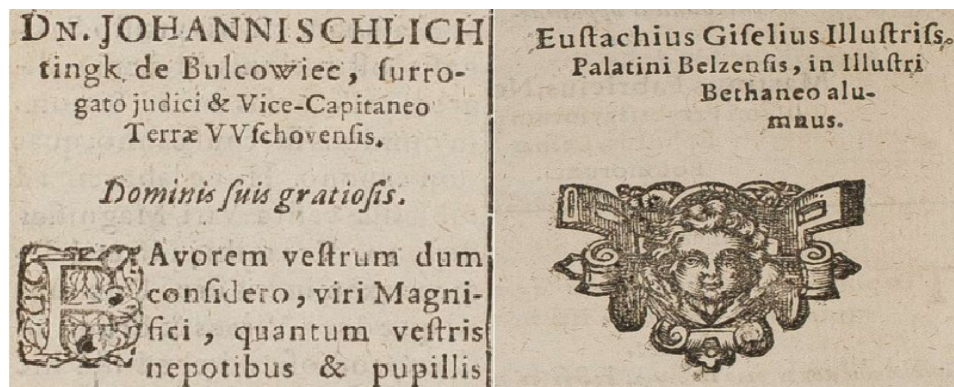 DN. JOHANNI SCHLICH
tingk de Bulcowiec, ſurro-
gato judici & Vice-Capitaneo
Terræ VVſchovenſis.
Dominis ſuis gratioſis.
FAvorem veſtrum dum
conſidero, viri Magni-
fici, quantum veſtris
nepotibus & pupillis
Euſtachius Giſelius Illuſtriſs.
Palatini Belzenſis, in Illuſtri
Bethaneo alu-
mnus.